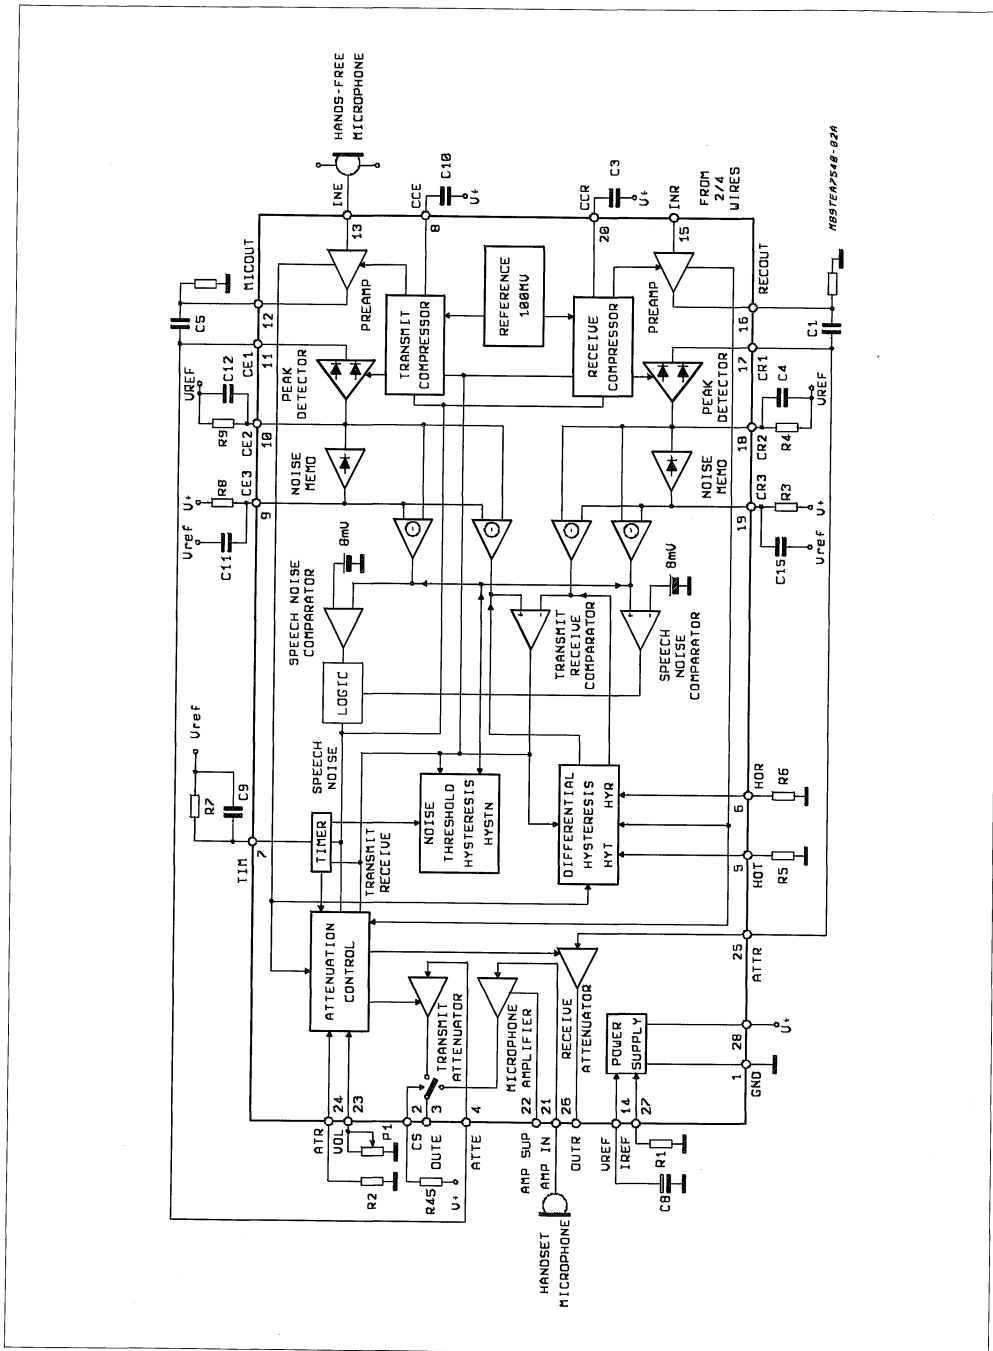 HANDS-FREE
MICROPHONE
INE
13
CCE
8
C10
V+
CCR
20
C3
V+
INR
15
FROM
2/4
WIRES
M89TEA7540-02A
MICOUT
12
C5
PREAMP
TRANSMIT
COMPRESSOR
REFERENCE
100MV
RECEIVE
COMPRESSOR
PREAMP
RECOUT
16
C1
11
CE1
C12
VREF
R9
CE2
10
PEAK
DETECTOR
PEAK
DETECTOR
17
CR1
C4
VREF
R4
CR2
18
V+
R8
CE3
9
Vref
C11
NOISE
MEMO
NOISE
MEMO
CR3
19
R3
V+
C15
Vref
-
-
-
-
8mV
8mV
SPEECH NOISE
COMPARATOR
+
-
TRANSMIT
RECEIVE
COMPARATOR
+
-
SPEECH
NOISE
COMPARATOR
LOGIC
SPEECH
NOISE
Vref
R7
C9
TIM
7
TIMER
TRANSMIT
RECEIVE
NOISE
THRESHOLD
HYSTERESIS
HYSTN
DIFFERENTIAL
HYSTERESIS
HYT
HYR
HOR
6
R6
5
HOT
R5
ATTENUATION
CONTROL
TRANSMIT
ATTENUATOR
MICROPHONE
AMPLIFIER
RECEIVE
ATTENUATOR
25
ATTR
POWER
SUPPLY
28
V+
1
GND
ATR
24
VOL
23
P1
R2
CS
2
OUTE
3
R45
V+
ATTE
4
AMP SUP
22
AMP IN
21
OUTR
26
VREF
14
IREF
27
R1
C8
HANDSET
MICROPHONE